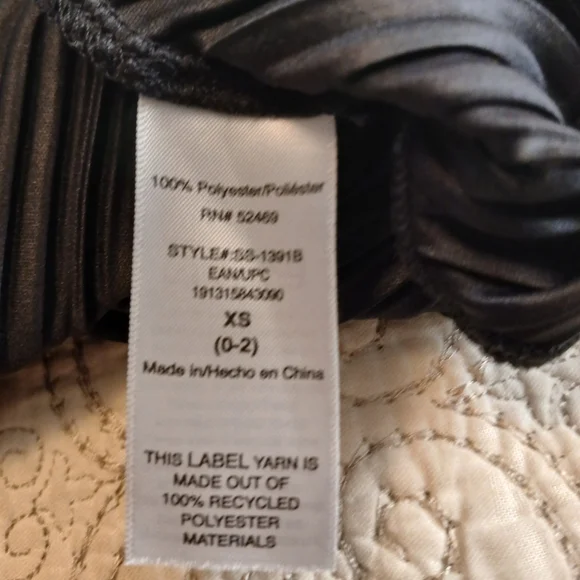 100% Polyester/Poliéster
RN# 52469
STYLE#:SS-1391B
EAN/UPC
191315843090
XS
(0-2)
Made in/Hecho en China
THIS LABEL YARN IS
MADE OUT OF
100% RECYCLED
POLYESTER
MATERIALS